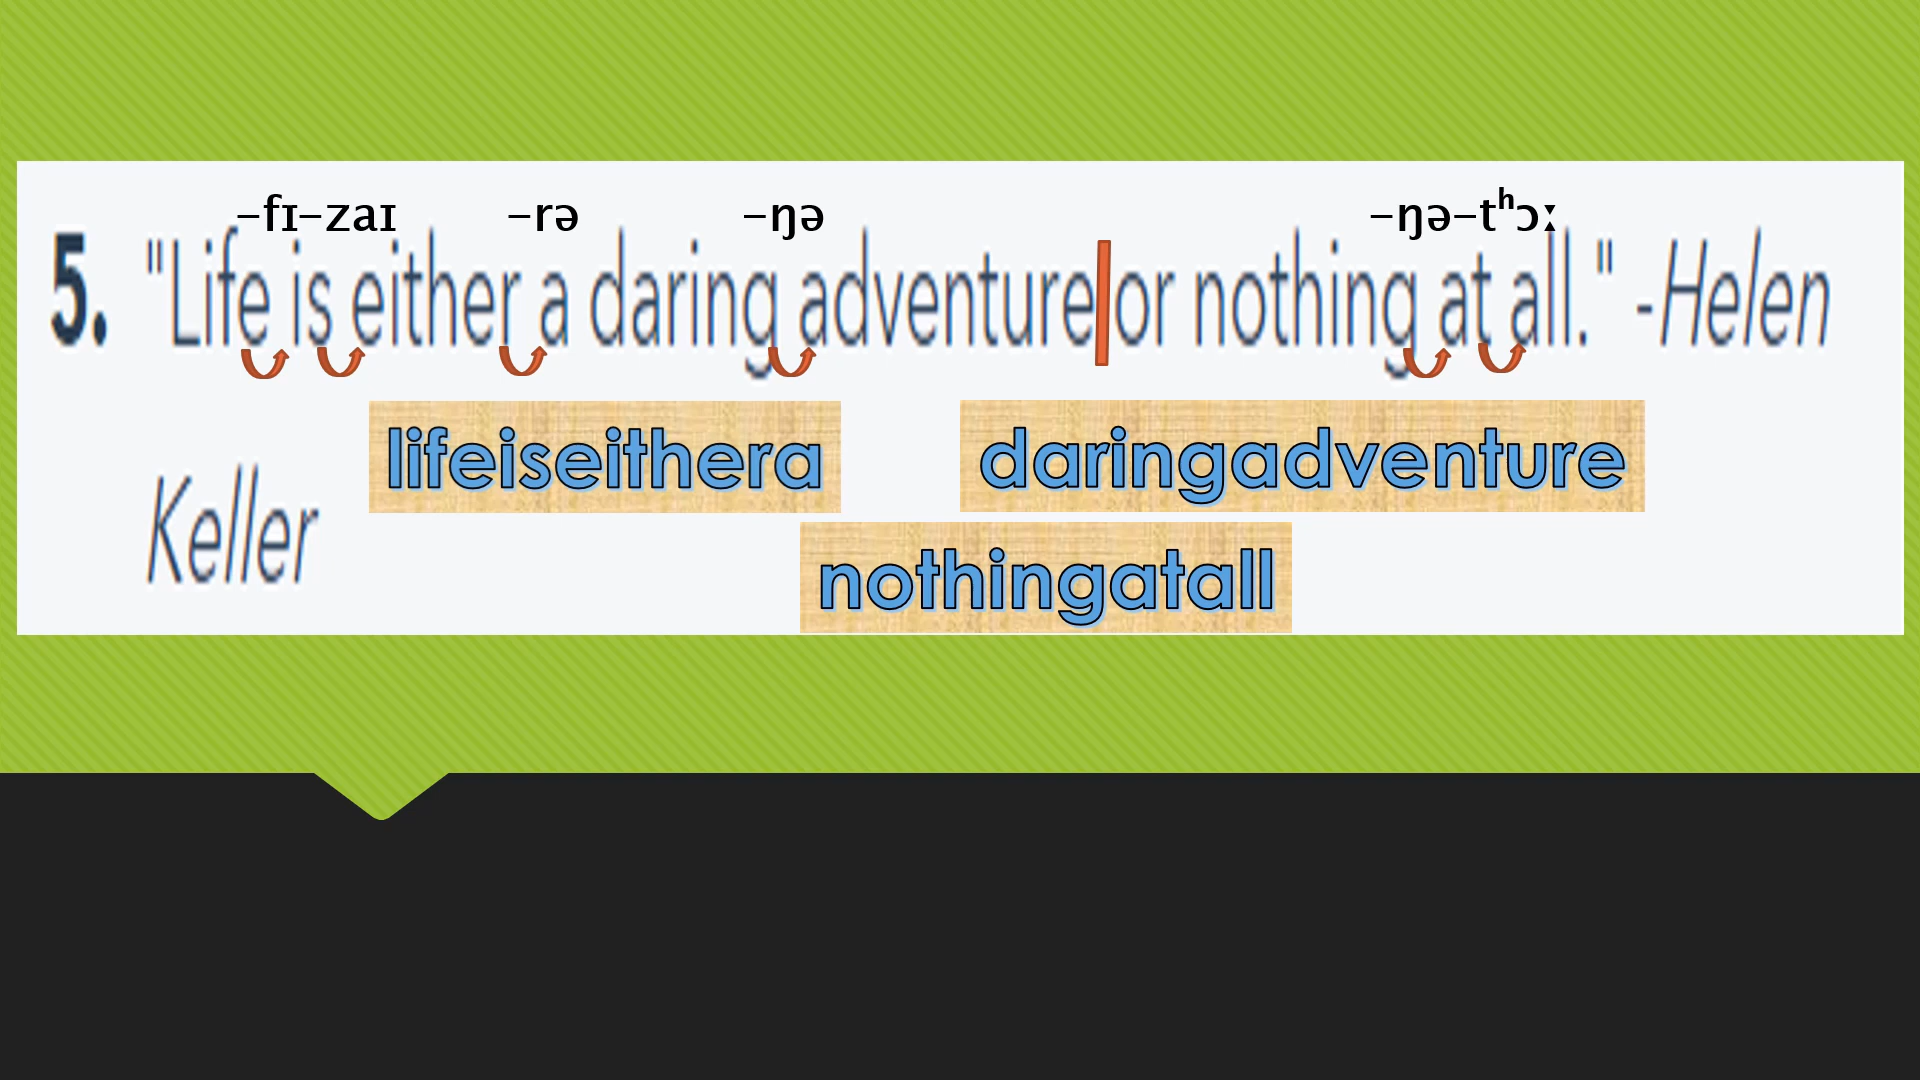 –fɪ–zaɪ –rə –ŋə –ŋə–tʰɔː
5. "Life is either a daring adventure or nothing at all." -Helen
lifeiseithera daringadventure
Keller
nothingatall